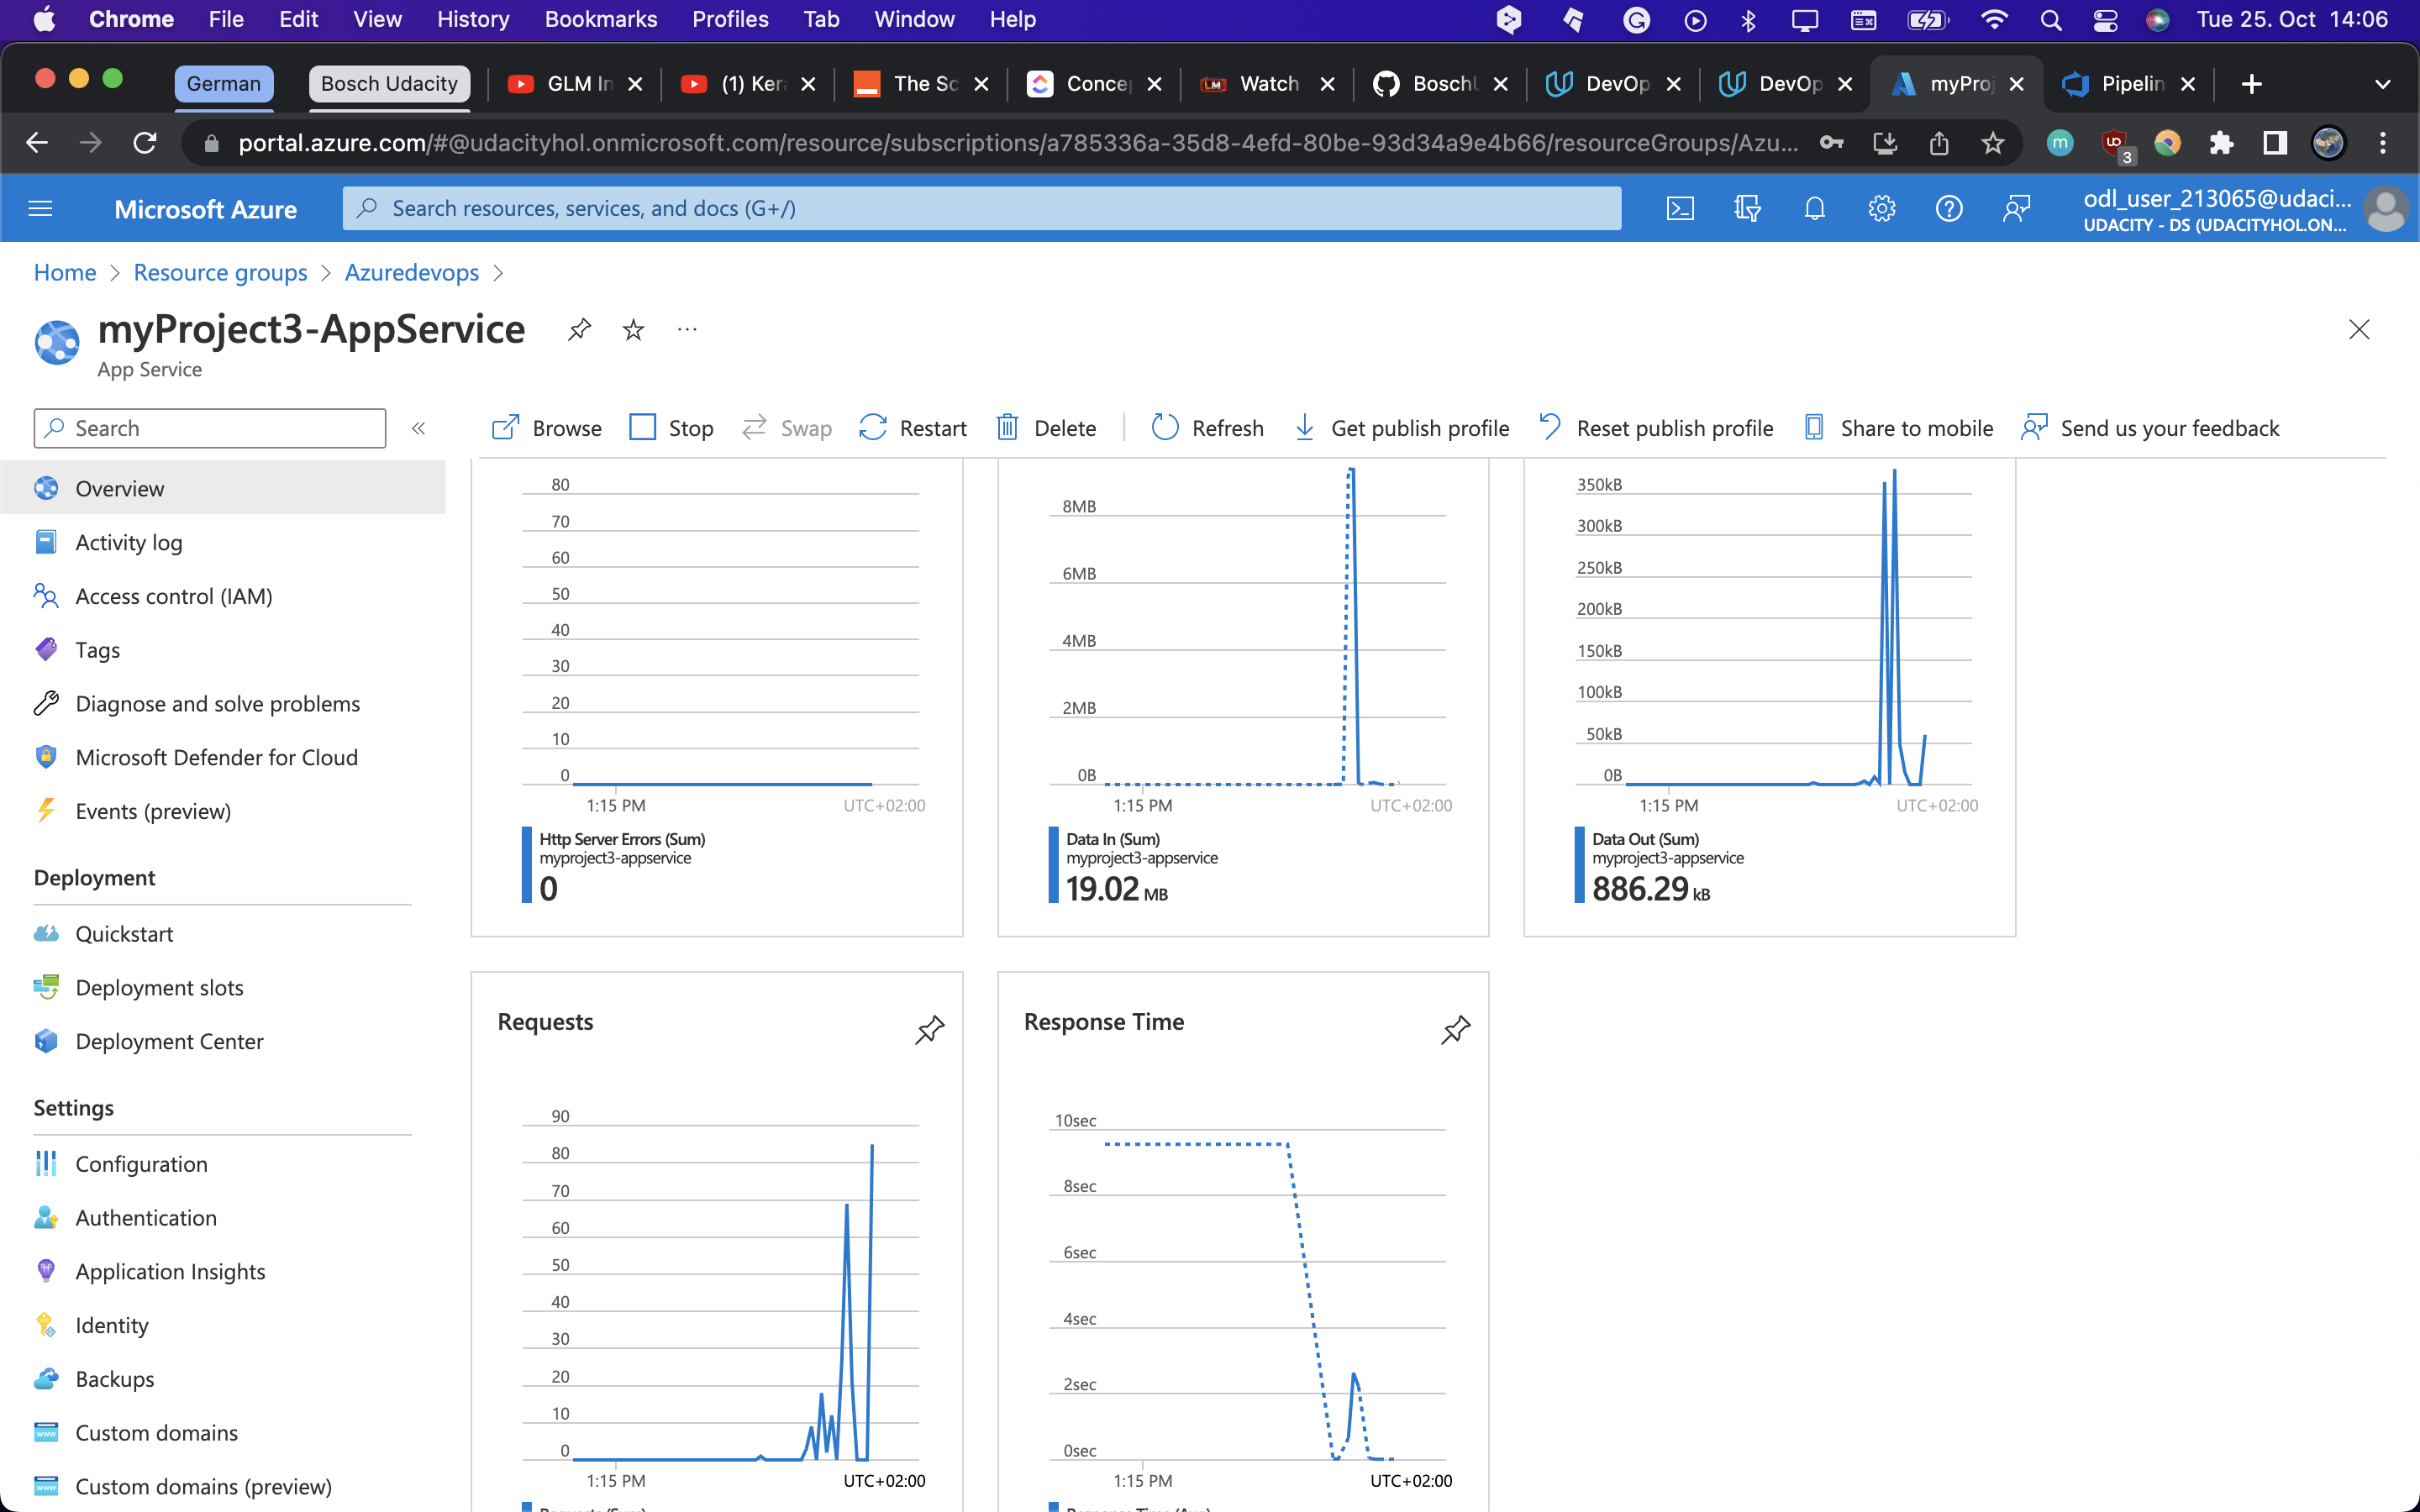 Chrome File Edit View History Bookmarks Profiles Tab Window Help Tue 25. Oct 14:06
German Bosch Udacity GLM In (1) Ker The Sc Concep Watch BoschU DevOp DevOp myProj Pipelin
portal.azure.com/#@udacityhol.onmicrosoft.com/resource/subscriptions/a785336a-35d8-4efd-80be-93d34a9e4b66/resourceGroups/Azu... m 3
Microsoft Azure Search resources, services, and docs (G+/) odl_user_213065@udaci...
UDACITY - DS (UDACITYHOL.ON...
Home > Resource groups > Azuredevops >
myProject3-AppService ...
App Service
Search « Browse Stop Swap Restart Delete Refresh Get publish profile Reset publish profile Share to mobile Send us your feedback
Overview
Activity log
Access control (IAM)
Tags
Diagnose and solve problems
Microsoft Defender for Cloud
Events (preview)
Deployment
Quickstart
Deployment slots
Deployment Center
Settings
Configuration
Authentication
Application Insights
Identity
Backups
Custom domains
Custom domains (preview)
80
70
60
50
40
30
20
10
0
1:15 PM UTC+02:00
Http Server Errors (Sum)
myproject3-appservice
0
8MB
6MB
4MB
2MB
0B
1:15 PM UTC+02:00
Data In (Sum)
myproject3-appservice
19.02 MB
350kB
300kB
250kB
200kB
150kB
100kB
50kB
0B
1:15 PM UTC+02:00
Data Out (Sum)
myproject3-appservice
886.29 kB
Requests
90
80
70
60
50
40
30
20
10
0
1:15 PM UTC+02:00
Response Time
10sec
8sec
6sec
4sec
2sec
0sec
1:15 PM UTC+02:00